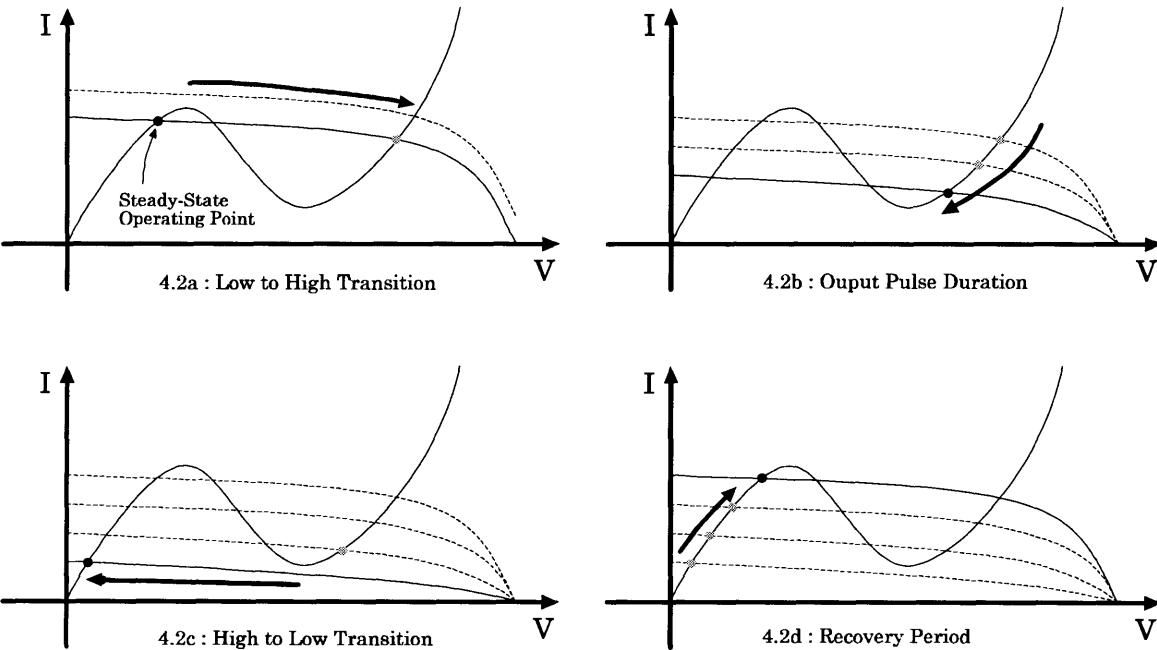 I
Steady-State
Operating Point
V
4.2a : Low to High Transition
I
V
4.2b : Ouput Pulse Duration
I
V
4.2c : High to Low Transition
I
V
4.2d : Recovery Period